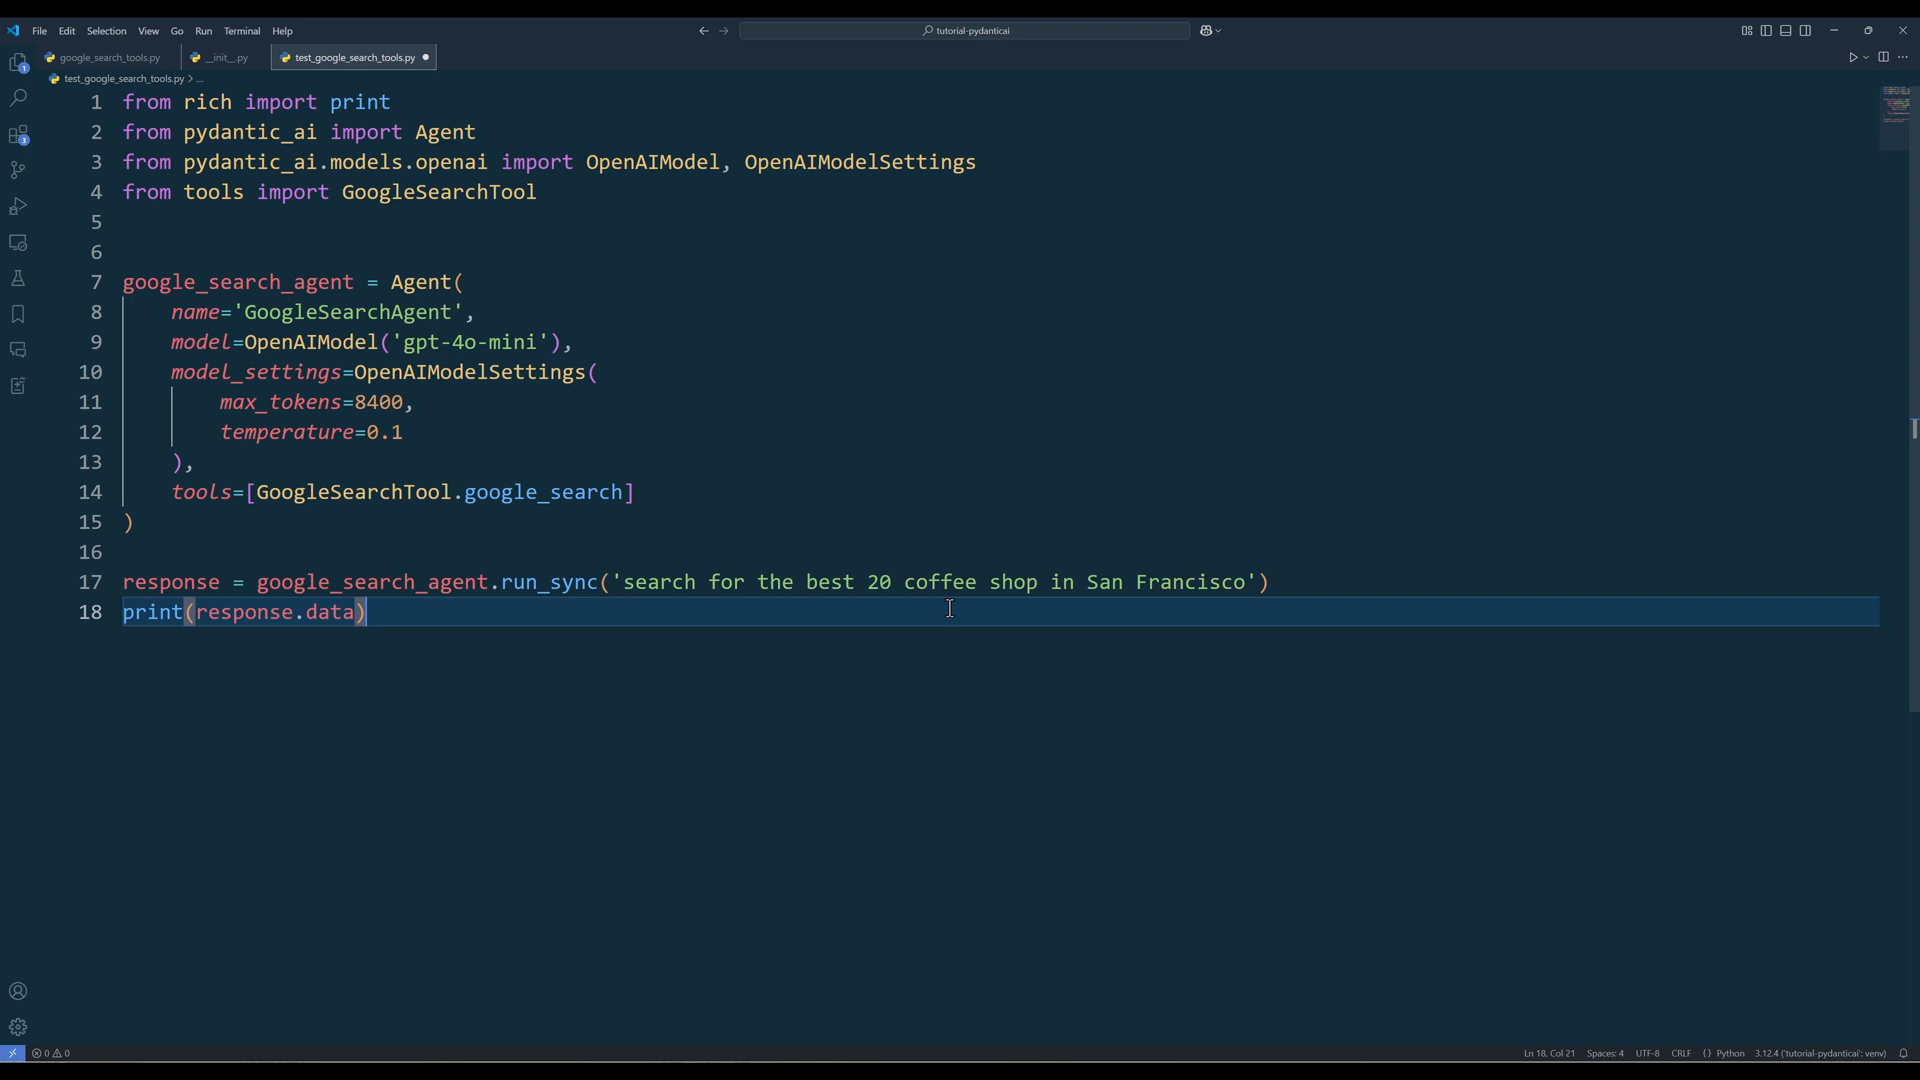 File Edit Selection View Go Run Terminal Help
tutorial-pydanticai
google_search_tools.py __init__.py test_google_search_tools.py
test_google_search_tools.py > ...
1 from rich import print
2 from pydantic_ai import Agent
3 from pydantic_ai.models.openai import OpenAIModel, OpenAIModelSettings
4 from tools import GoogleSearchTool
5
6
7 google_search_agent = Agent(
8     name='GoogleSearchAgent',
9     model=OpenAIModel('gpt-4o-mini'),
10     model_settings=OpenAIModelSettings(
11         max_tokens=8400,
12         temperature=0.1
13     ),
14     tools=[GoogleSearchTool.google_search]
15 )
16
17 response = google_search_agent.run_sync('search for the best 20 coffee shop in San Francisco')
18 print(response.data)
1
3
0 0 Ln 18, Col 21 Spaces: 4 UTF-8 CRLF {} Python 3.12.4 ('tutorial-pydanticai': venv)